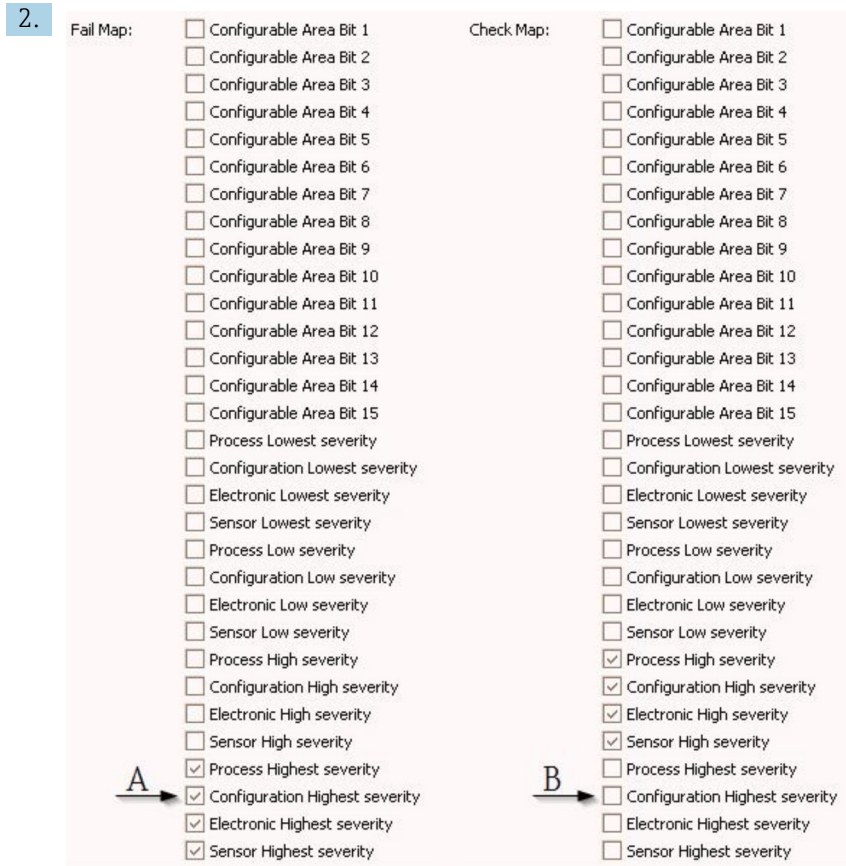 2.
Fail Map: Configurable Area Bit 1 Check Map: Configurable Area Bit 1
Configurable Area Bit 2 Configurable Area Bit 2
Configurable Area Bit 3 Configurable Area Bit 3
Configurable Area Bit 4 Configurable Area Bit 4
Configurable Area Bit 5 Configurable Area Bit 5
Configurable Area Bit 6 Configurable Area Bit 6
Configurable Area Bit 7 Configurable Area Bit 7
Configurable Area Bit 8 Configurable Area Bit 8
Configurable Area Bit 9 Configurable Area Bit 9
Configurable Area Bit 10 Configurable Area Bit 10
Configurable Area Bit 11 Configurable Area Bit 11
Configurable Area Bit 12 Configurable Area Bit 12
Configurable Area Bit 13 Configurable Area Bit 13
Configurable Area Bit 14 Configurable Area Bit 14
Configurable Area Bit 15 Configurable Area Bit 15
Process Lowest severity Process Lowest severity
Configuration Lowest severity Configuration Lowest severity
Electronic Lowest severity Electronic Lowest severity
Sensor Lowest severity Sensor Lowest severity
Process Low severity Process Low severity
Configuration Low severity Configuration Low severity
Electronic Low severity Electronic Low severity
Sensor Low severity Sensor Low severity
Process High severity Process High severity
Configuration High severity Configuration High severity
Electronic High severity Electronic High severity
Sensor High severity Sensor High severity
Process Highest severity Process Highest severity
A Configuration Highest severity B Configuration Highest severity
Electronic Highest severity Electronic Highest severity
Sensor Highest severity Sensor Highest severity